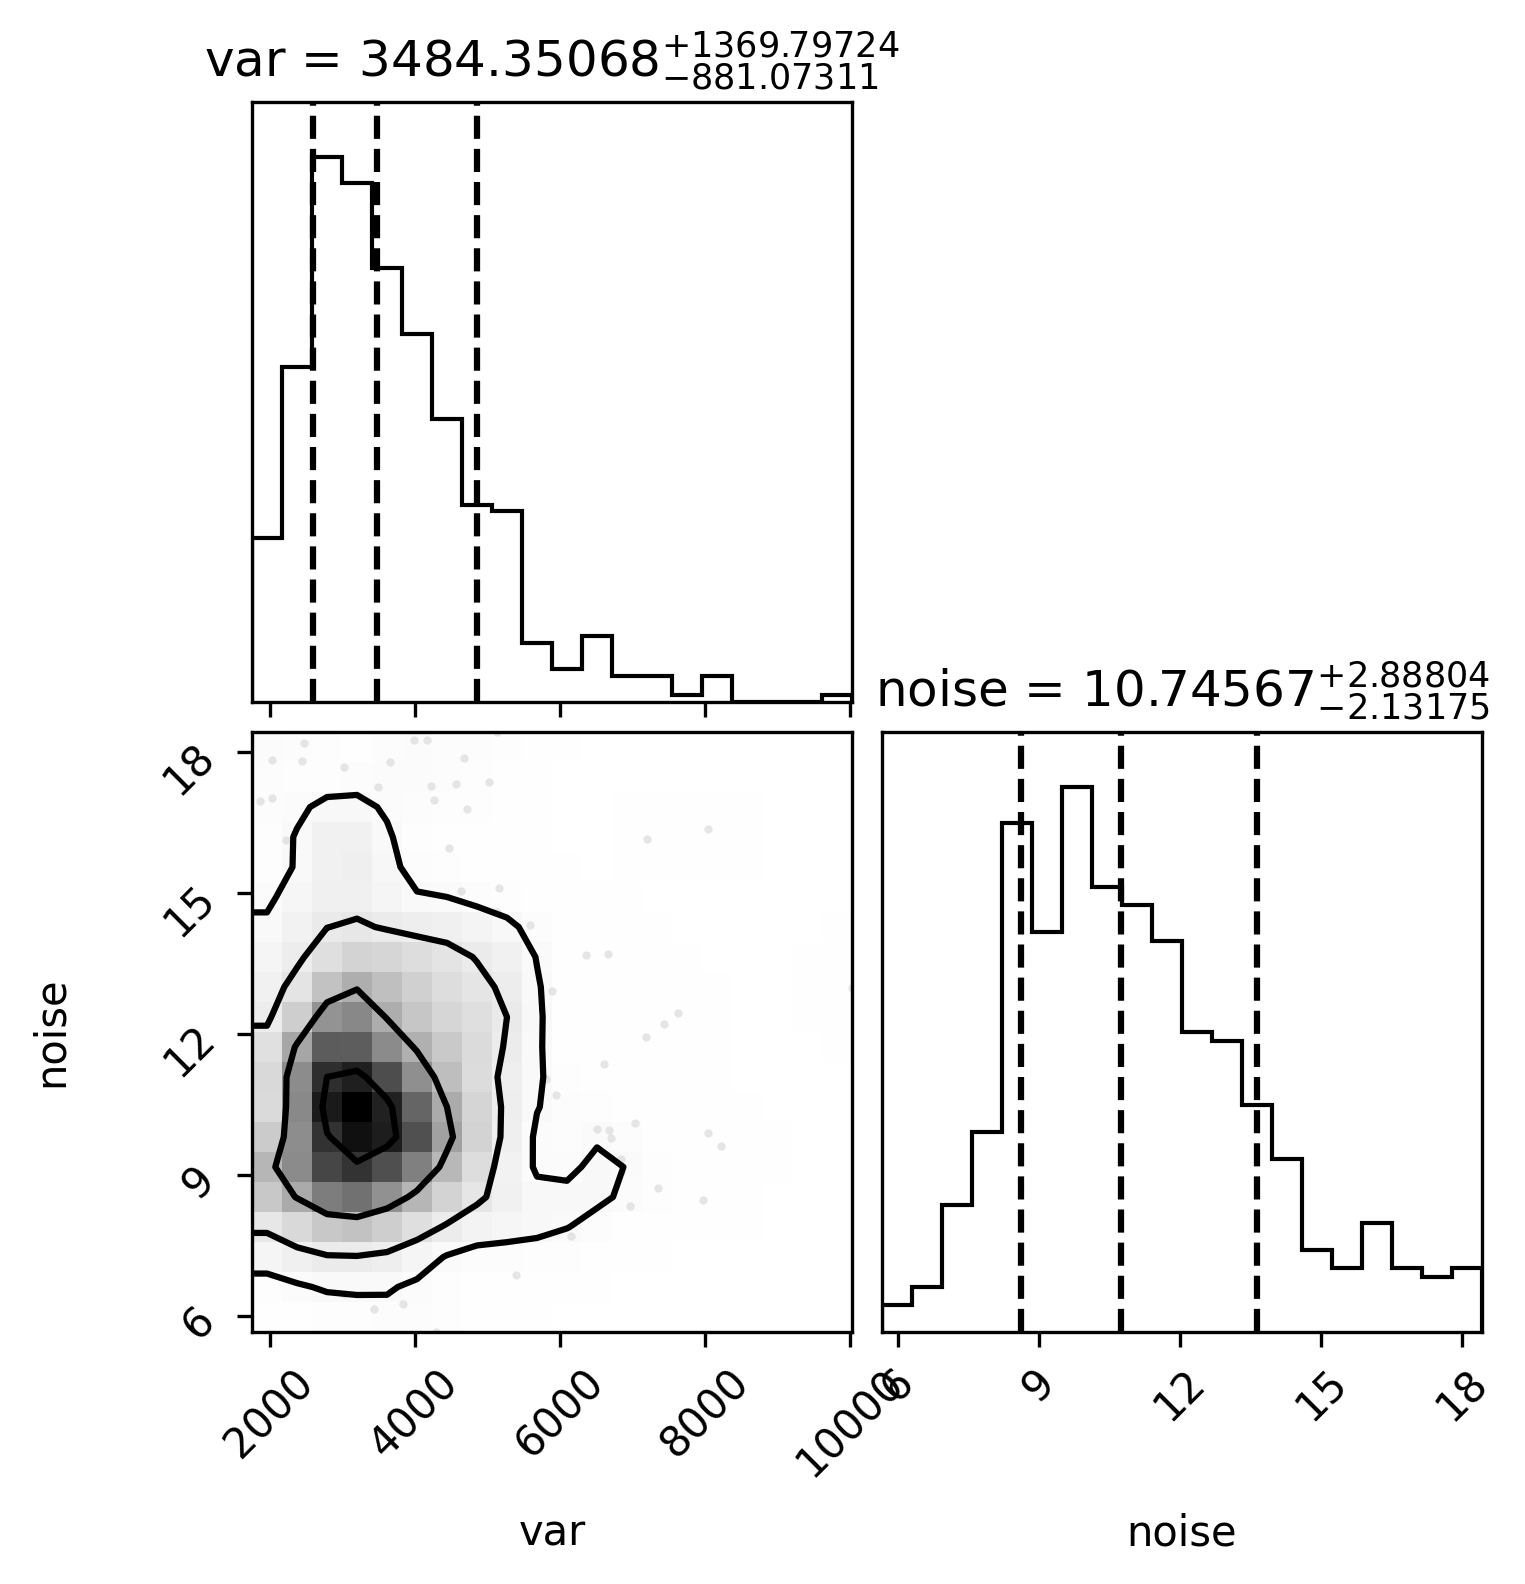 var = 3484.35068+1369.79724−881.07311
noise = 10.74567+2.88804−2.13175
noise
18
15
12
9
6
2000 4000 6000 8000 10000
6 9 12 15 18
var
noise